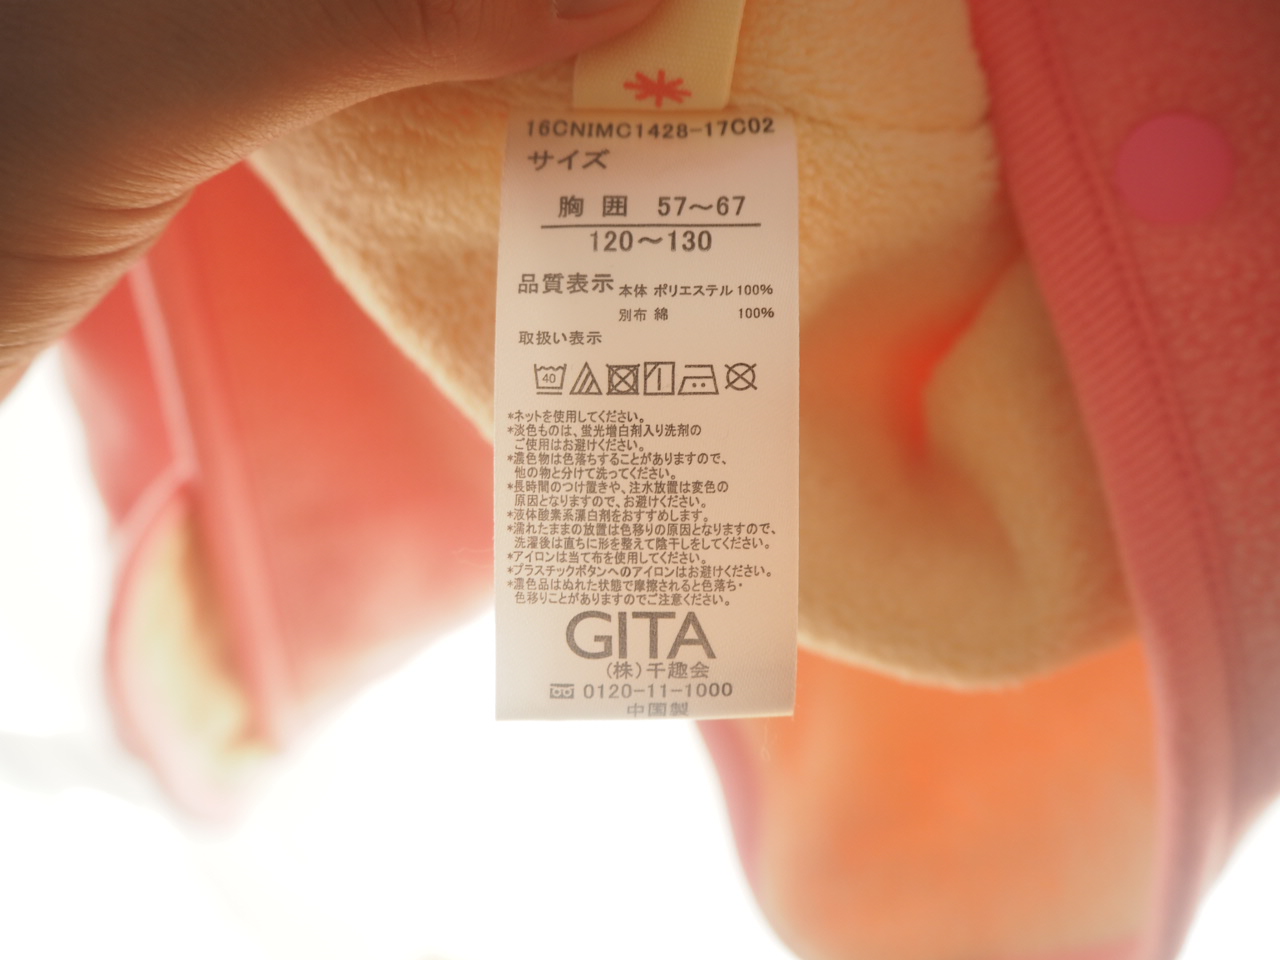 16CNIMC1428-17C02
サイズ
胸 囲 57～67
120～130
品質表示 本体 ポリエステル 100%
別布 綿 100%
取扱い表示
40
*ネットを使用してください。
*淡色ものは、蛍光増白剤入り洗剤の
ご使用はお避けください。
*濃色物は色落ちすることがありますので、
他の物と分けて洗ってください。
*長時間のつけ置きや、注水放置は変色の
原因となりますので、お避けください。
*液体酸素系漂白剤をおすすめします。
*濡れたままの放置は色移りの原因となりますので、
洗濯後は直ちに形を整えて陰干しをしてください。
*アイロンは当て布を使用してください。
*プラスチックボタンへのアイロンはお避けください。
*濃色品はぬれた状態で摩擦されると色落ち・
色移りことがありますのでご注意ください。
GITA
(株)千趣会
0120-11-1000
中国製